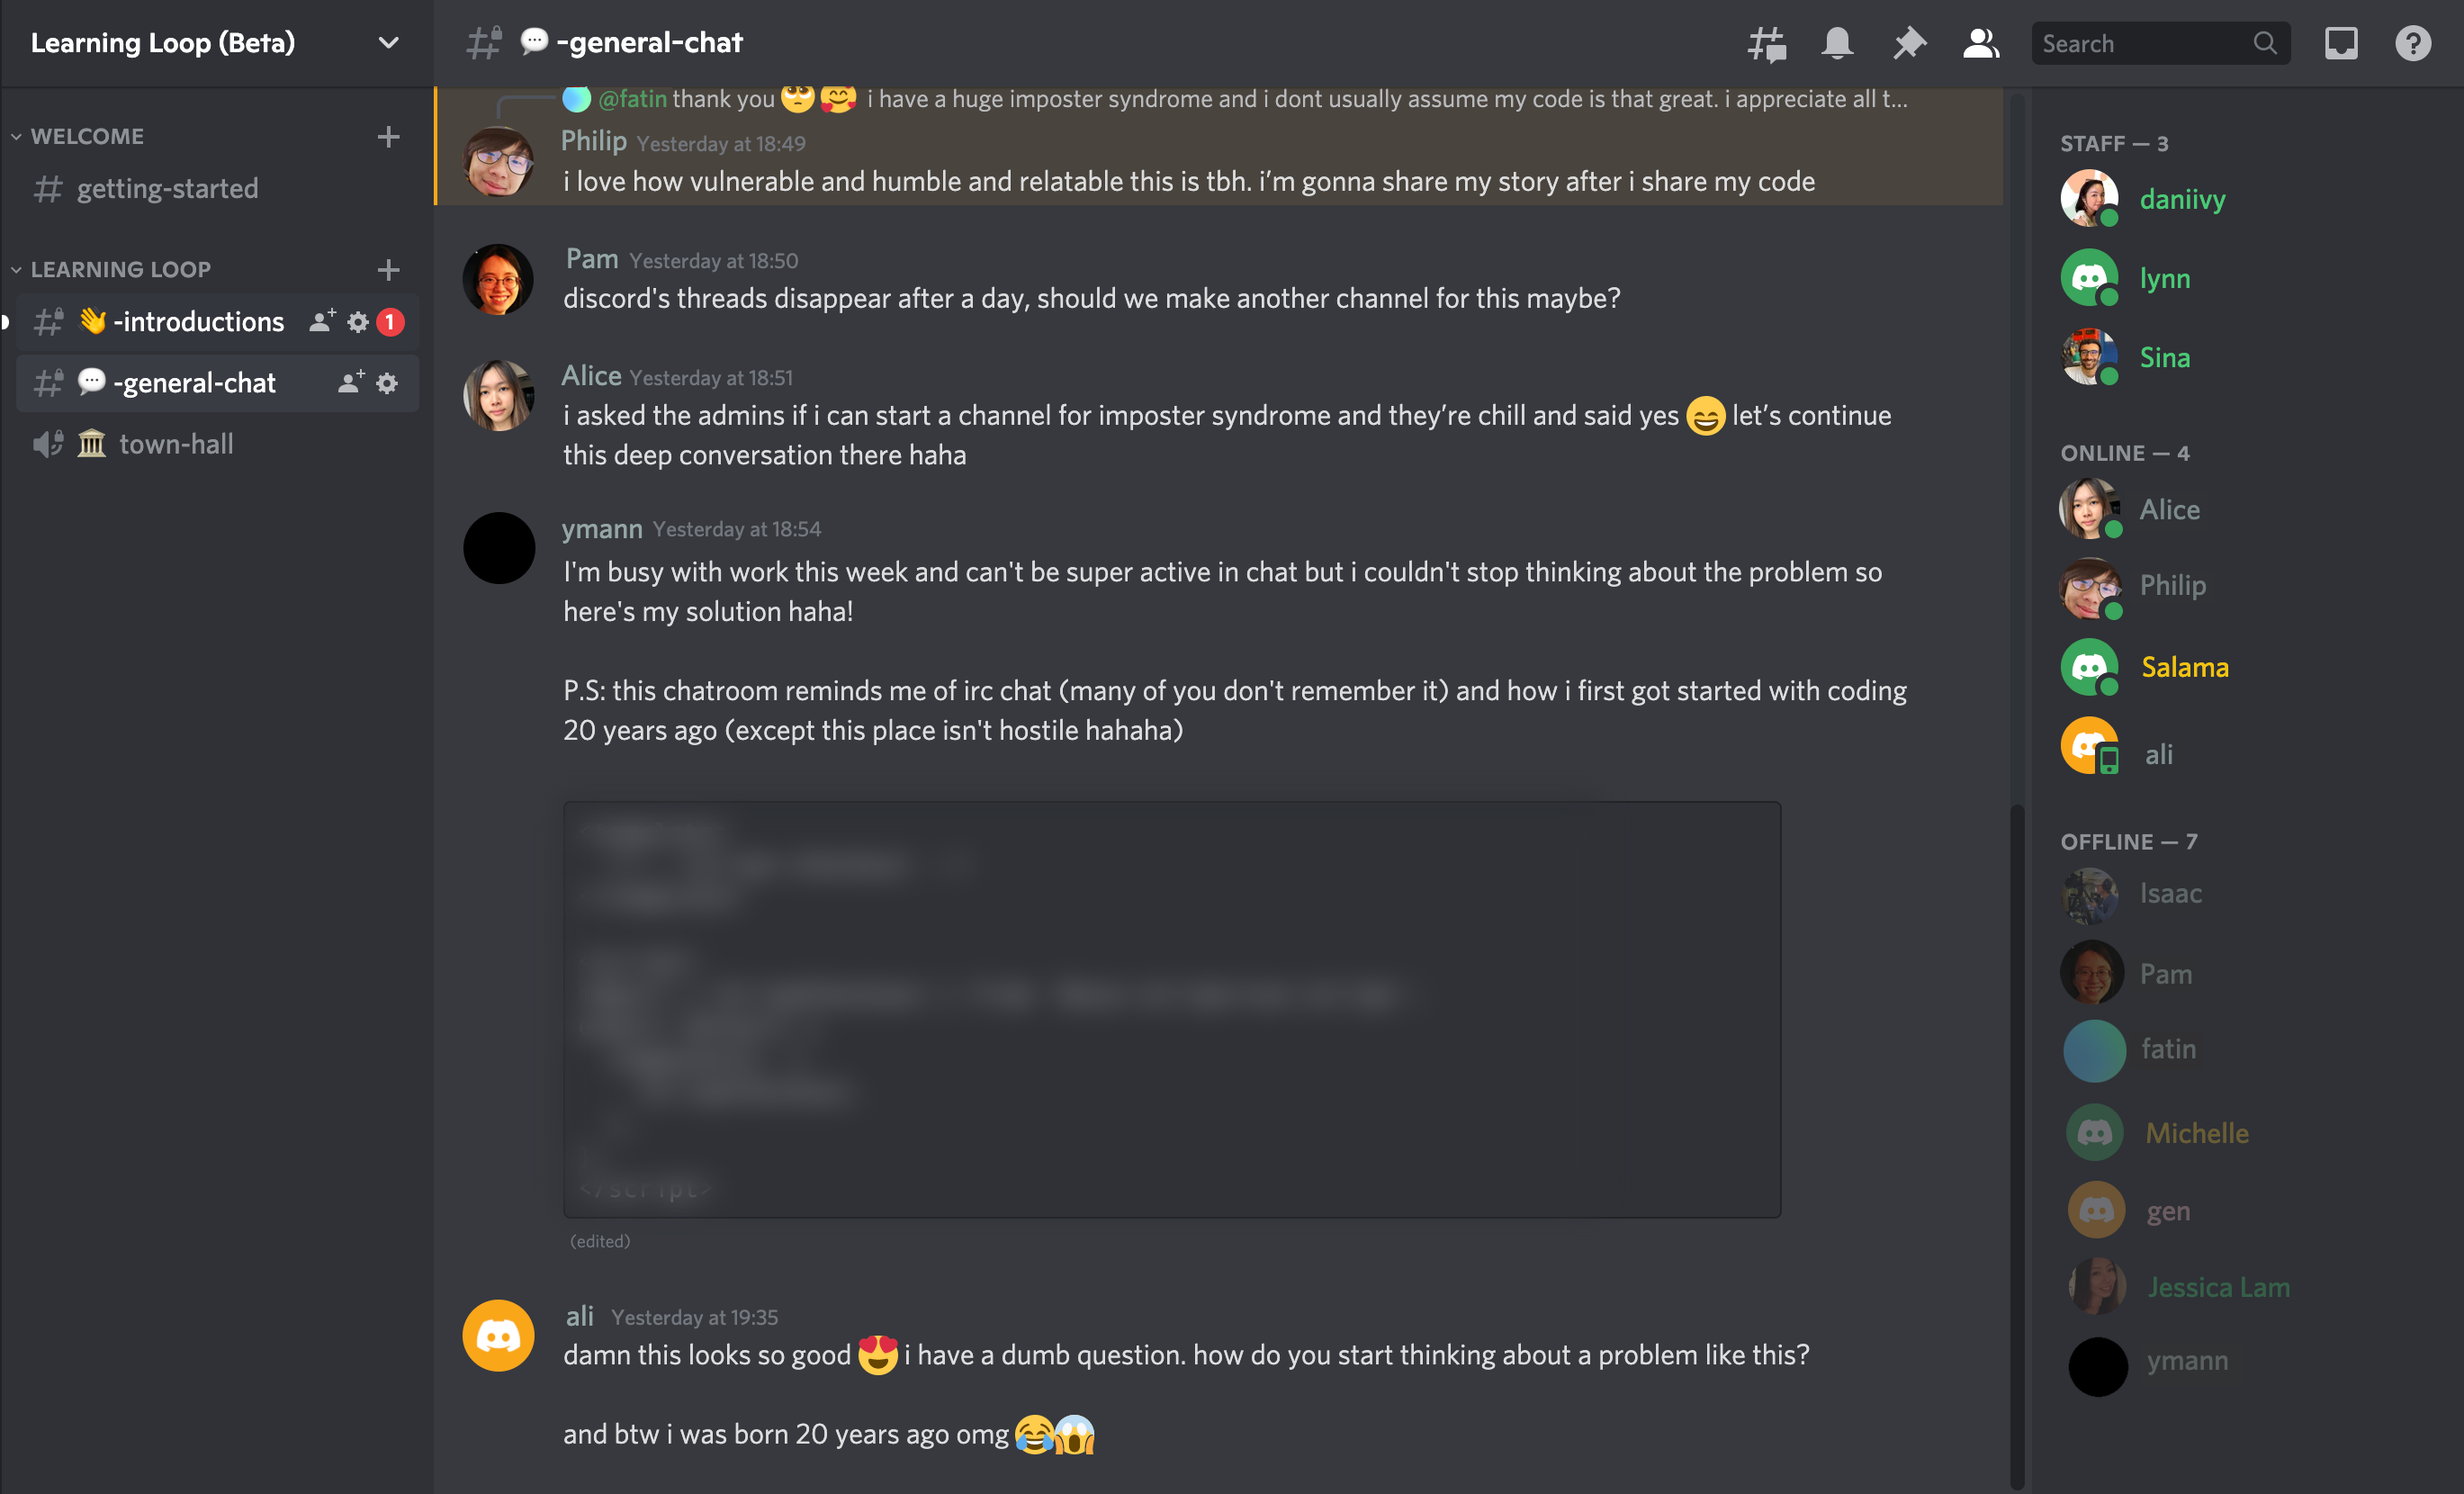 Learning Loop (Beta)
WELCOME
getting-started
LEARNING LOOP
-introductions
1
-general-chat
town-hall
-general-chat
Search
@fatin thank you 🥺🥰 i have a huge imposter syndrome and i dont usually assume my code is that great. i appreciate all t...
Philip Yesterday at 18:49
i love how vulnerable and humble and relatable this is tbh. i’m gonna share my story after i share my code
Pam Yesterday at 18:50
discord's threads disappear after a day, should we make another channel for this maybe?
Alice Yesterday at 18:51
i asked the admins if i can start a channel for imposter syndrome and they’re chill and said yes 😄 let’s continue
this deep conversation there haha
ymann Yesterday at 18:54
I'm busy with work this week and can't be super active in chat but i couldn't stop thinking about the problem so
here's my solution haha!
P.S: this chatroom reminds me of irc chat (many of you don't remember it) and how i first got started with coding
20 years ago (except this place isn't hostile hahaha)
</script>
(edited)
ali Yesterday at 19:35
damn this looks so good 😍 i have a dumb question. how do you start thinking about a problem like this?
and btw i was born 20 years ago omg 😂😱
STAFF — 3
daniivy
lynn
Sina
ONLINE — 4
Alice
Philip
Salama
ali
OFFLINE — 7
Isaac
Pam
fatin
Michelle
gen
Jessica Lam
ymann